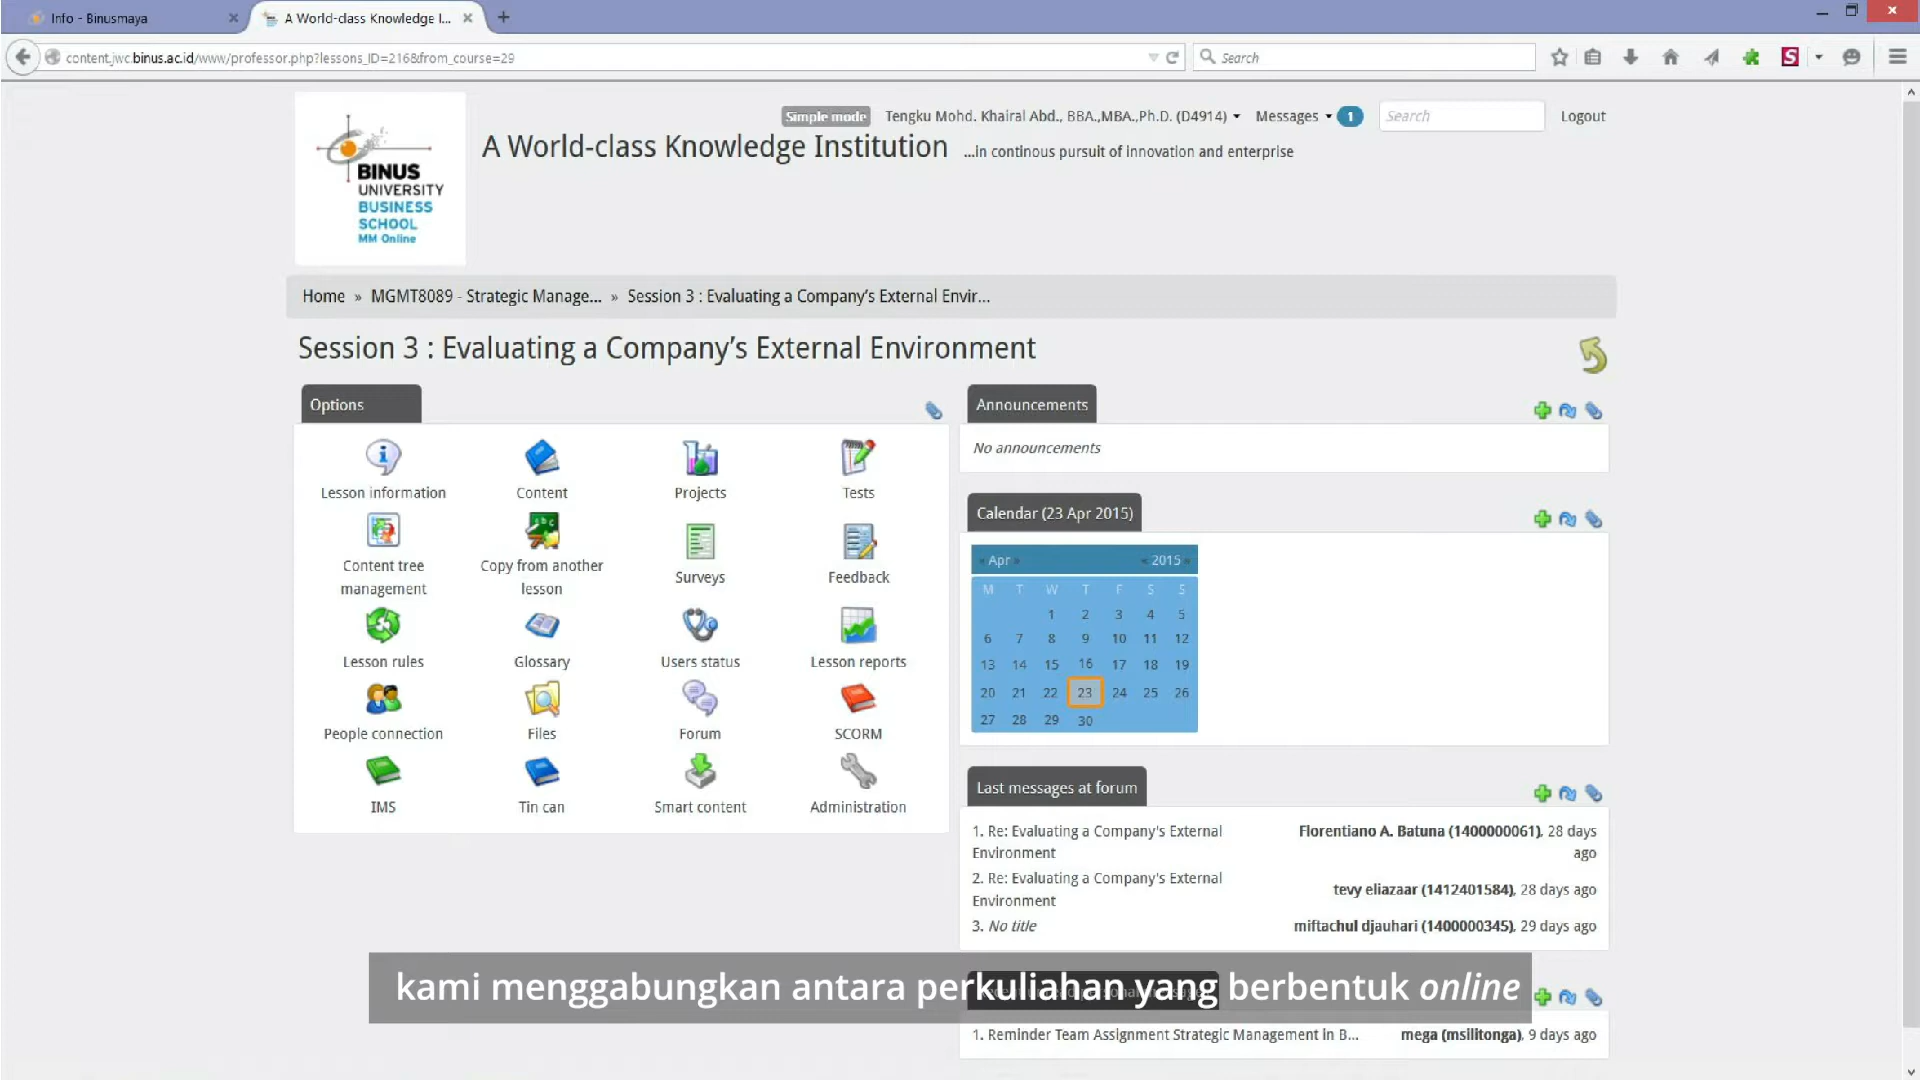 Info - Binusmaya
A World-class Knowledge I...
content.jwc.binus.ac.id/www/professor.php?lessons_ID=216&from_course=29
Search
BINUS
UNIVERSITY
BUSINESS
SCHOOL
MM Online
Simple mode
Tengku Mohd. Khairal Abd., BBA.,MBA.,Ph.D. (D4914)
Messages
1
Search
Logout
A World-class Knowledge Institution
...in continous pursuit of innovation and enterprise
Home » MGMT8089 - Strategic Manage... » Session 3 : Evaluating a Company's External Envir...
Session 3 : Evaluating a Company's External Environment
Options
Lesson information
Content
Projects
Tests
Content tree
management
Copy from another
lesson
Surveys
Feedback
Lesson rules
Glossary
Users status
Lesson reports
People connection
Files
Forum
SCORM
IMS
Tin can
Smart content
Administration
Announcements
No announcements
Calendar (23 Apr 2015)
« Apr » « 2015 »
M T W T F S S
1 2 3 4 5
6 7 8 9 10 11 12
13 14 15 16 17 18 19
20 21 22 23 24 25 26
27 28 29 30
Last messages at forum
1. Re: Evaluating a Company's External
Environment
Florentiano A. Batuna (1400000061), 28 days
ago
2. Re: Evaluating a Company's External
Environment
tevy eliazaar (1412401584), 28 days ago
3. No title
miftachul djauhari (1400000345), 29 days ago
kami menggabungkan antara perkuliahan yang berbentuk online
1. Reminder Team Assignment Strategic Management in B...
mega (msilitonga), 9 days ago